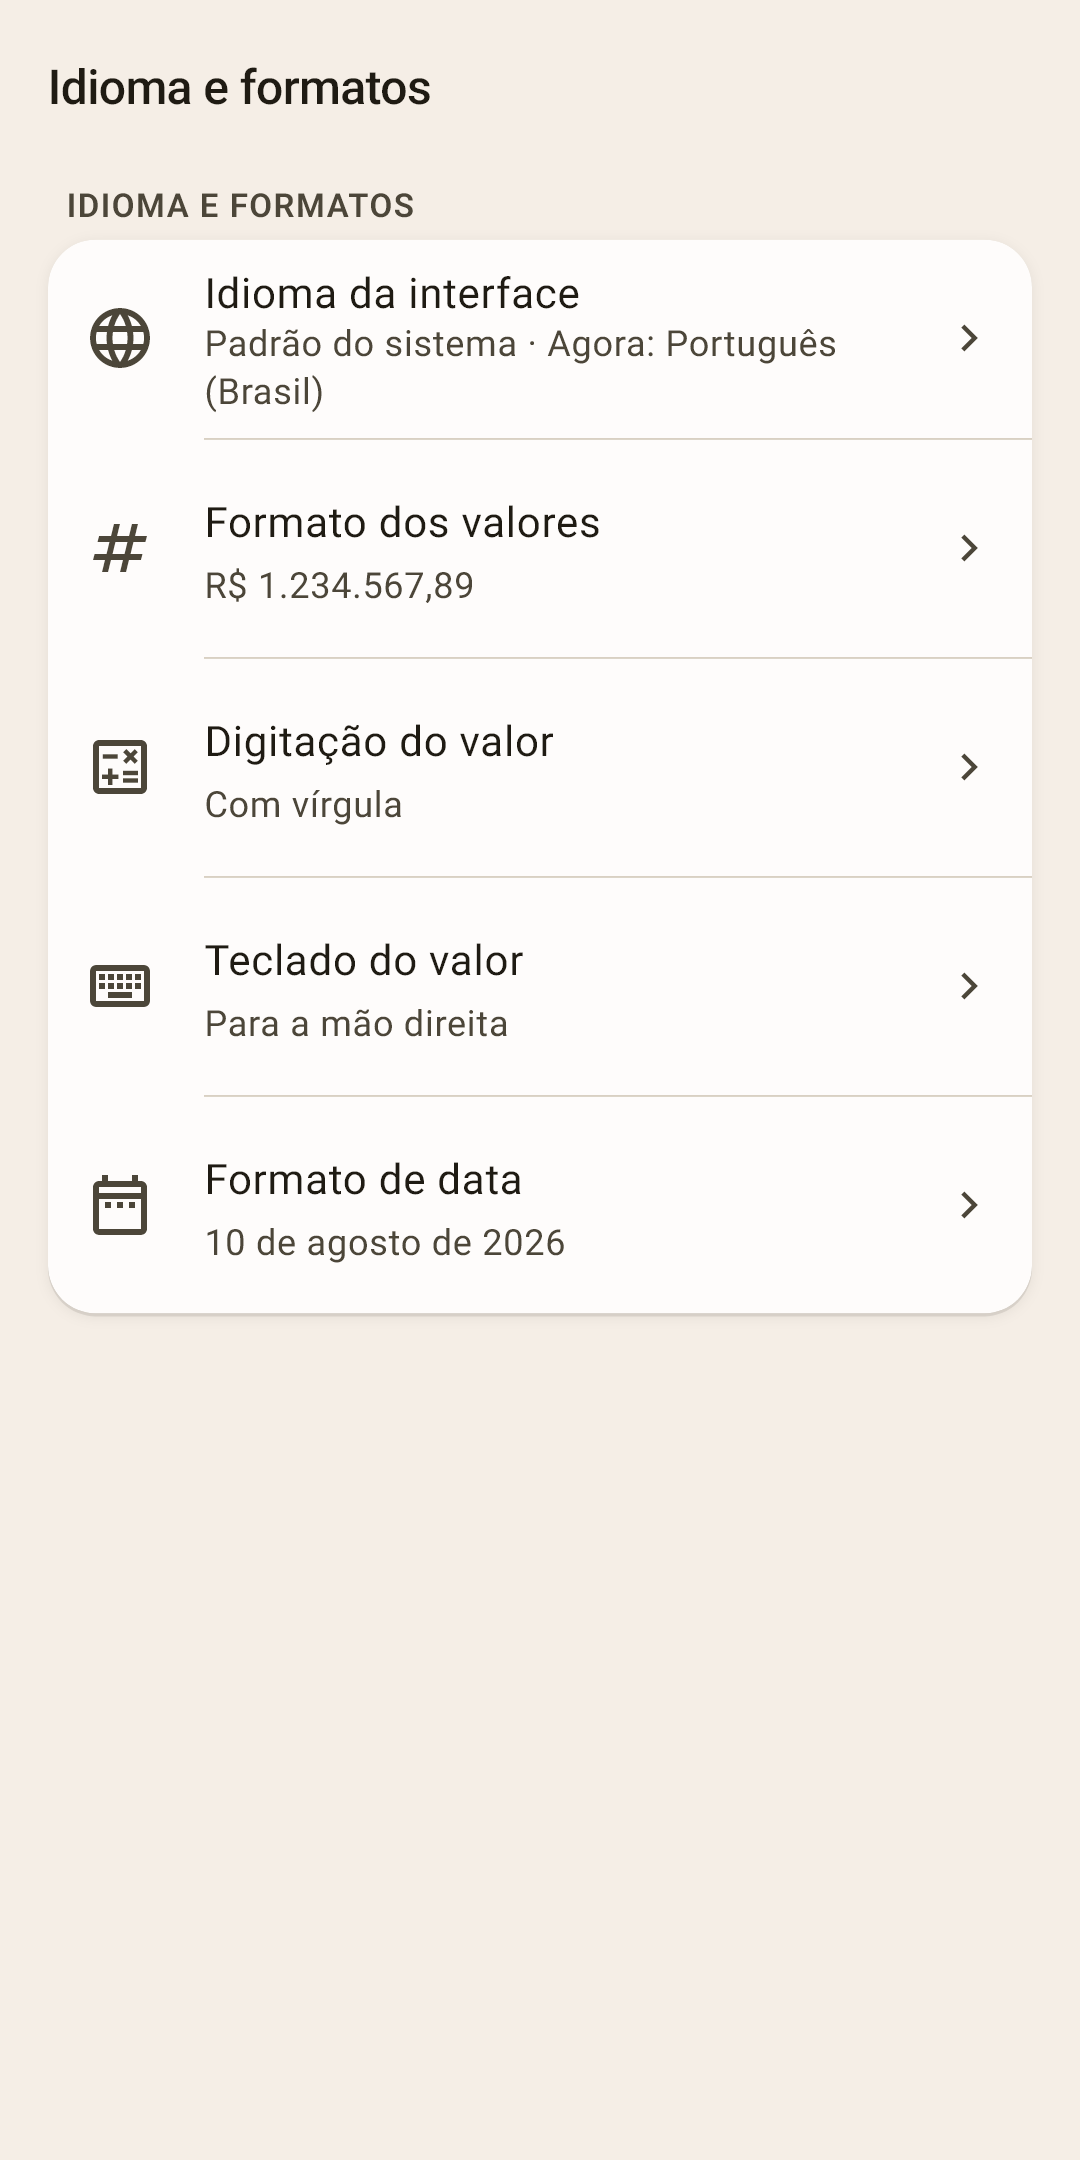 Idioma e formatos
IDIOMA E FORMATOS
Idioma da interface
Padrão do sistema · Agora: Português
(Brasil)
Formato dos valores
R$ 1.234.567,89
Digitação do valor
Com vírgula
Teclado do valor
Para a mão direita
Formato de data
10 de agosto de 2026